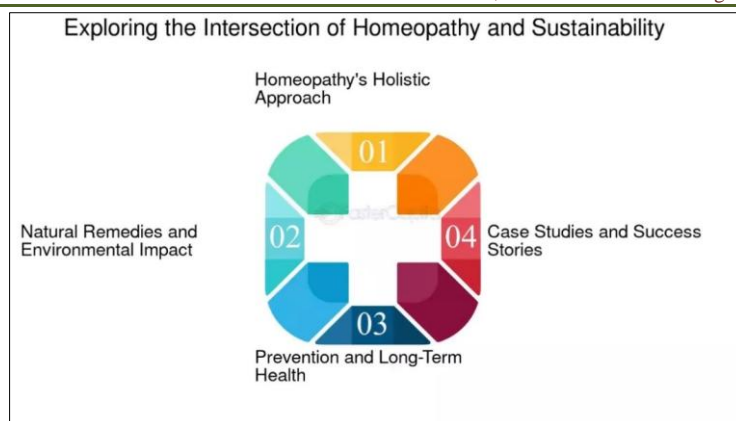 Exploring the Intersection of Homeopathy and Sustainability
Homeopathy's Holistic
Approach
01
Natural Remedies and
Environmental Impact
02
04
Case Studies and Success
Stories
03
Prevention and Long-Term
Health